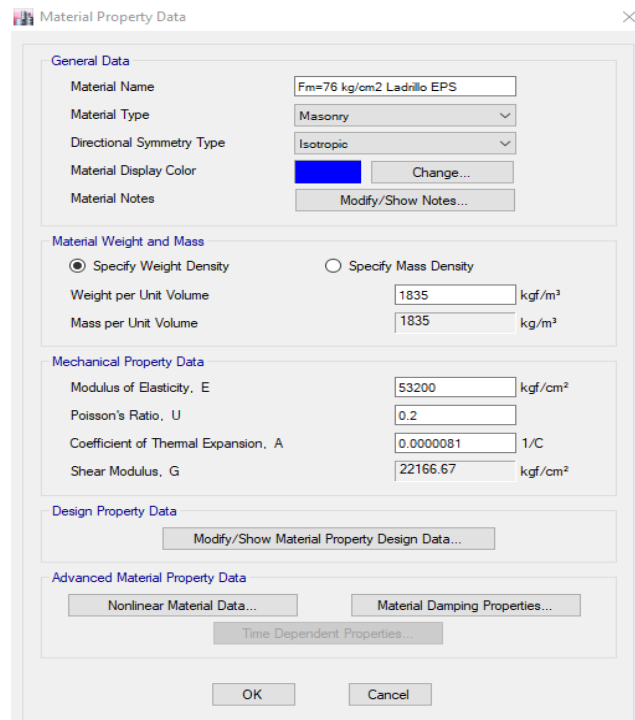 Material Property Data
General Data
Material Name Fm=76 kg/cm2 Ladrillo EPS
Material Type Masonry
Directional Symmetry Type Isotropic
Material Display Color Change...
Material Notes Modify/Show Notes...
Material Weight and Mass
Specify Weight Density Specify Mass Density
Weight per Unit Volume 1835 kgf/m³
Mass per Unit Volume 1835 kg/m³
Mechanical Property Data
Modulus of Elasticity, E 53200 kgf/cm²
Poisson's Ratio, U 0.2
Coefficient of Thermal Expansion, A 0.0000081 1/C
Shear Modulus, G 22166.67 kgf/cm²
Design Property Data
Modify/Show Material Property Design Data...
Advanced Material Property Data
Nonlinear Material Data... Material Damping Properties...
Time Dependent Properties...
OK Cancel